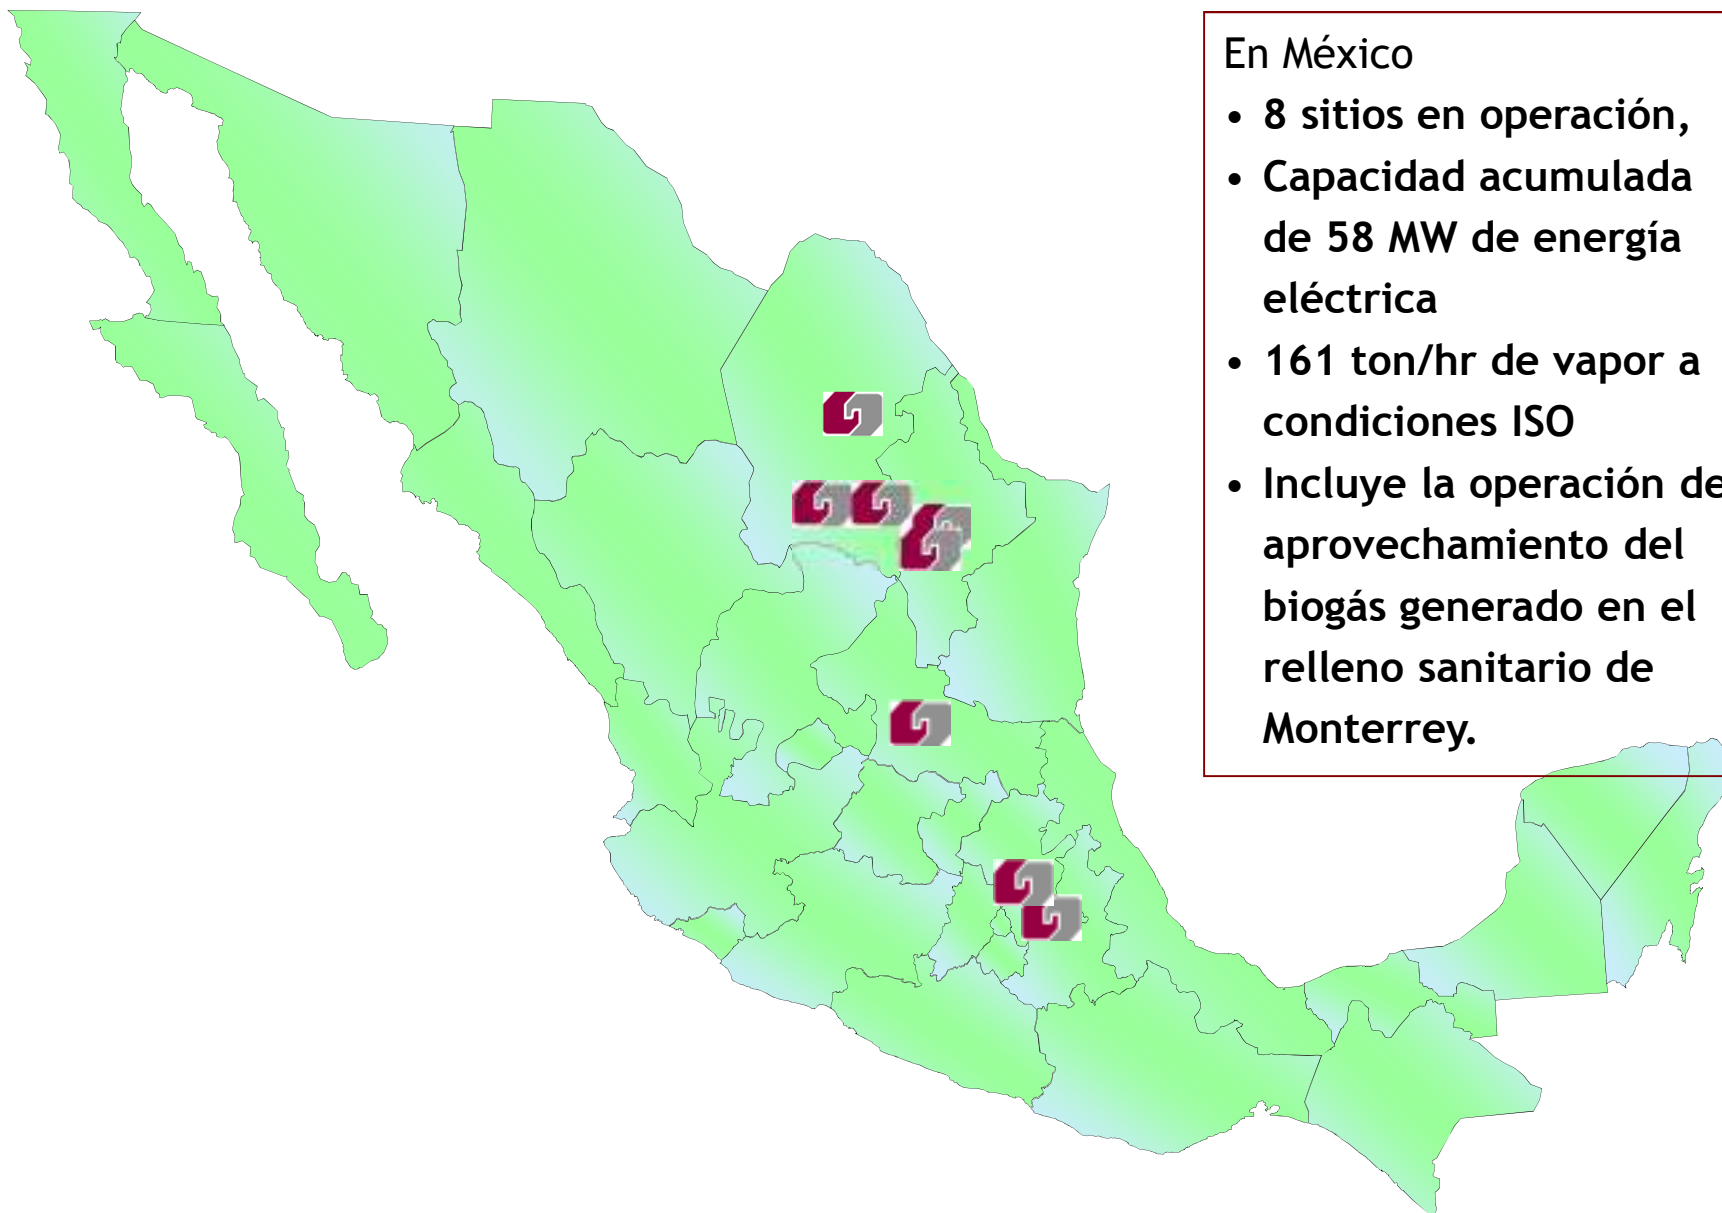 En México
• 8 sitios en operación,
• Capacidad acumulada
de 58 MW de energía
eléctrica
• 161 ton/hr de vapor a
condiciones ISO
• Incluye la operación de
aprovechamiento del
biogás generado en el
relleno sanitario de
Monterrey.